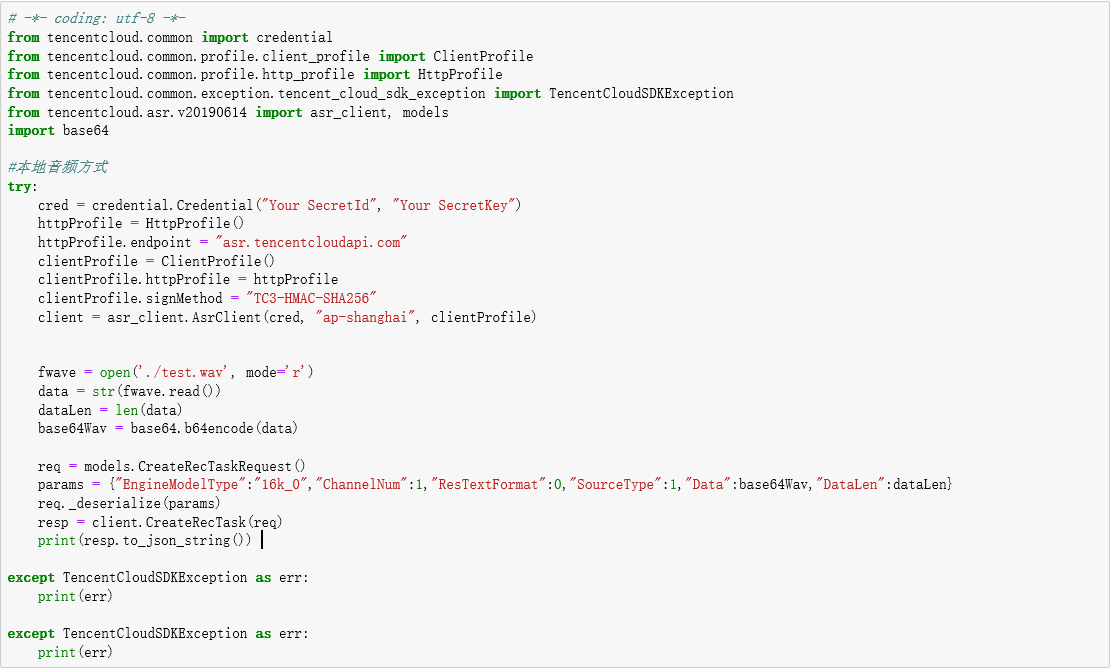 # -*- coding: utf-8 -*-
from tencentcloud.common import credential
from tencentcloud.common.profile.client_profile import ClientProfile
from tencentcloud.common.profile.http_profile import HttpProfile
from tencentcloud.common.exception.tencent_cloud_sdk_exception import TencentCloudSDKException
from tencentcloud.asr.v20190614 import asr_client, models
import base64
#本地音频方式
try:
    cred = credential.Credential("Your SecretId", "Your SecretKey")
    httpProfile = HttpProfile()
    httpProfile.endpoint = "asr.tencentcloudapi.com"
    clientProfile = ClientProfile()
    clientProfile.httpProfile = httpProfile
    clientProfile.signMethod = "TC3-HMAC-SHA256"
    client = asr_client.AsrClient(cred, "ap-shanghai", clientProfile)
    fwave = open('./test.wav', mode='r')
    data = str(fwave.read())
    dataLen = len(data)
    base64Wav = base64.b64encode(data)
    req = models.CreateRecTaskRequest()
    params = {"EngineModelType":"16k_0","ChannelNum":1,"ResTextFormat":0,"SourceType":1,"Data":base64Wav,"DataLen":dataLen}
    req._deserialize(params)
    resp = client.CreateRecTask(req)
    print(resp.to_json_string())
except TencentCloudSDKException as err:
    print(err)
except TencentCloudSDKException as err:
    print(err)